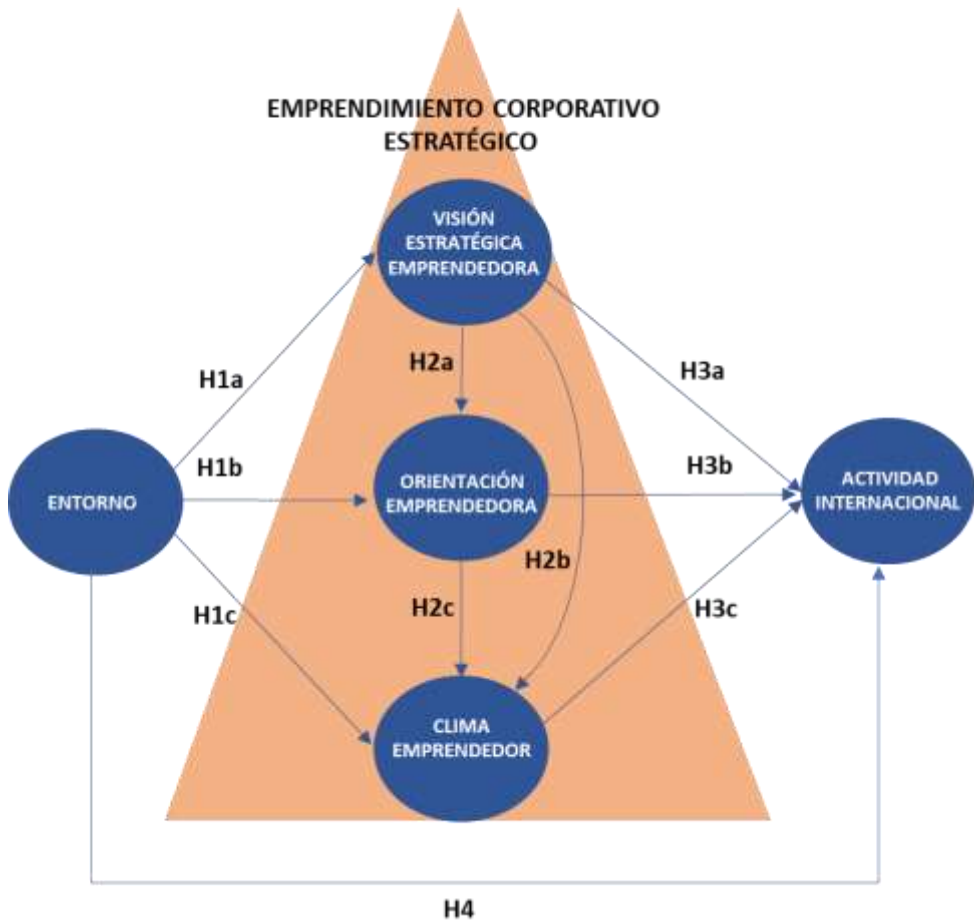 EMPRENDIMIENTO CORPORATIVO
ESTRATÉGICO
VISIÓN
ESTRATÉGICA
EMPRENDEDORA
H2a
H1a
H3a
H1b
H3b
ENTORNO
ORIENTACIÓN
EMPRENDEDORA
ACTIVIDAD
INTERNACIONAL
H2b
H1c
H2c
H3c
CLIMA
EMPRENDEDOR
H4